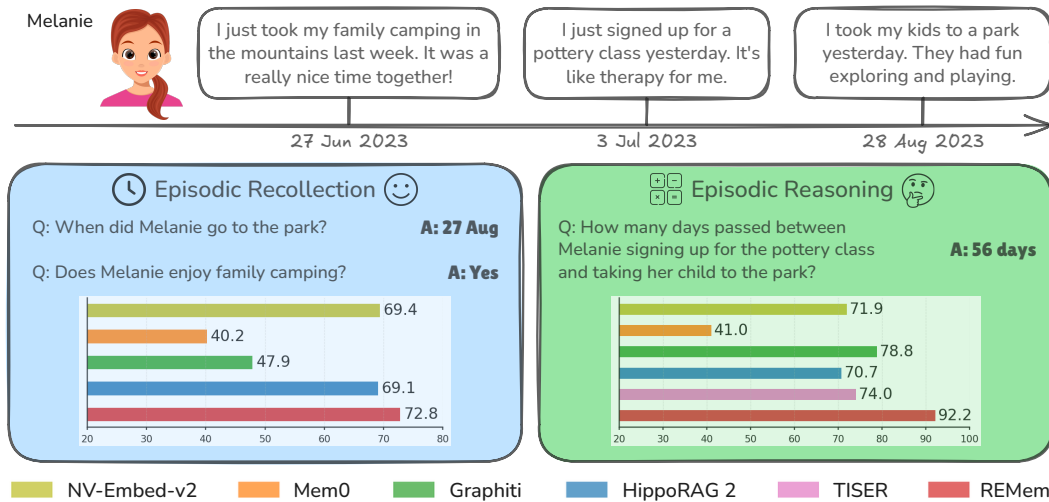 Melanie
I just took my family camping in
the mountains last week. It was a
really nice time together!
I just signed up for a
pottery class yesterday. It's
like therapy for me.
I took my kids to a park
yesterday. They had fun
exploring and playing.
27 Jun 2023
3 Jul 2023
28 Aug 2023
Episodic Recollection
Q: When did Melanie go to the park?
A: 27 Aug
Q: Does Melanie enjoy family camping?
A: Yes
69.4
40.2
47.9
69.1
72.8
20 30 40 50 60 70 80
Episodic Reasoning
Q: How many days passed between
Melanie signing up for the pottery class
and taking her child to the park?
A: 56 days
71.9
41.0
78.8
70.7
74.0
92.2
20 30 40 50 60 70 80 90 100
NV-Embed-v2 Mem0 Graphiti HippoRAG 2 TISER REMem